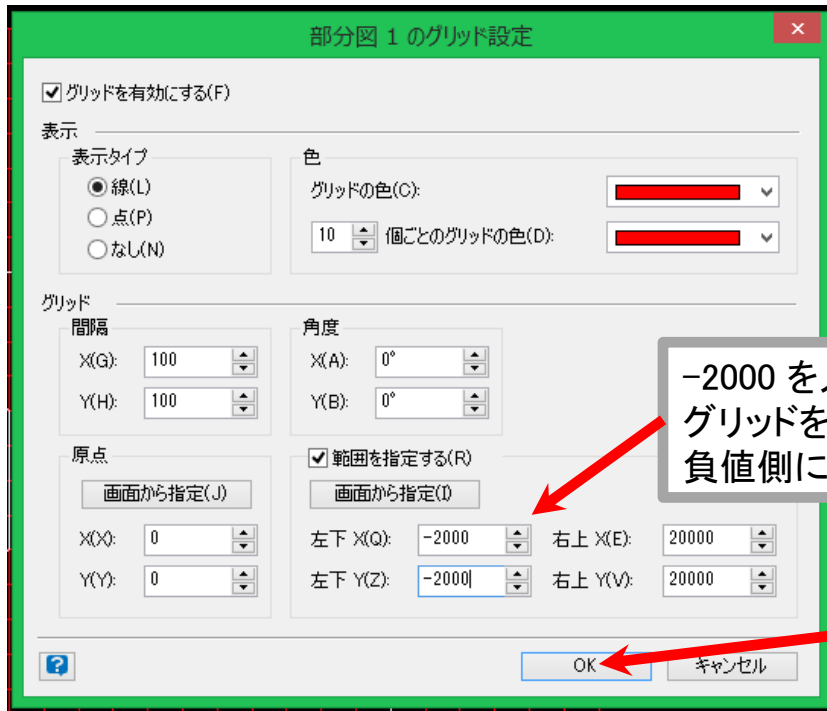 部分図 1 のグリッド設定
グリッドを有効にする(F)
表示
表示タイプ
線(L)
点(P)
なし(N)
色
グリッドの色(C):
10 個ごとのグリッドの色(D):
グリッド
間隔
X(G): 100
Y(H): 100
角度
X(A): 0°
Y(B): 0°
原点
画面から指定(J)
X(X): 0
Y(Y): 0
範囲を指定する(R)
画面から指定(I)
左下 X(Q): -2000 右上 X(E): 20000
左下 Y(Z): -2000 右上 Y(V): 20000
-2000 を
グリッドを
負値側に
OK キャンセル